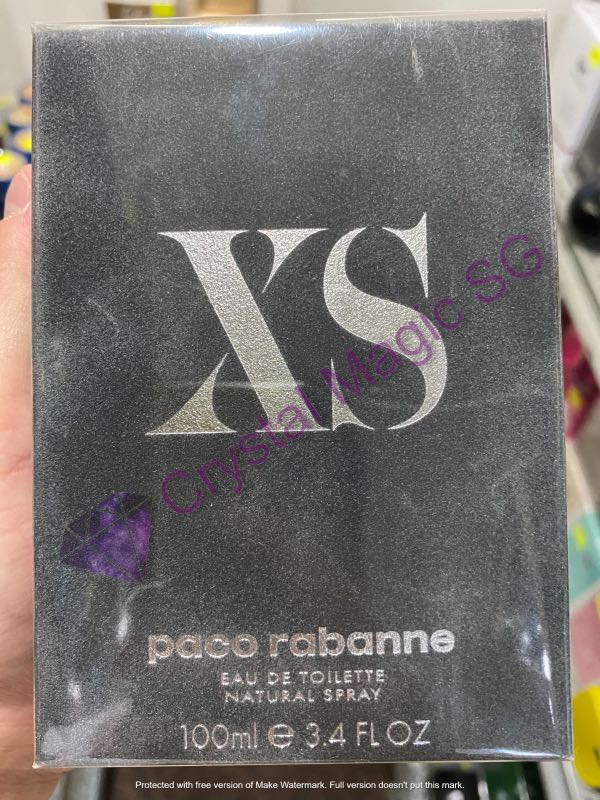 XS
Crystal Magic SG
paco rabanne
EAU DE TOILETTE
NATURAL SPRAY
100ml e 3.4 FL OZ
Protected with free version of Make Watermark. Full version doesn't put this mark.